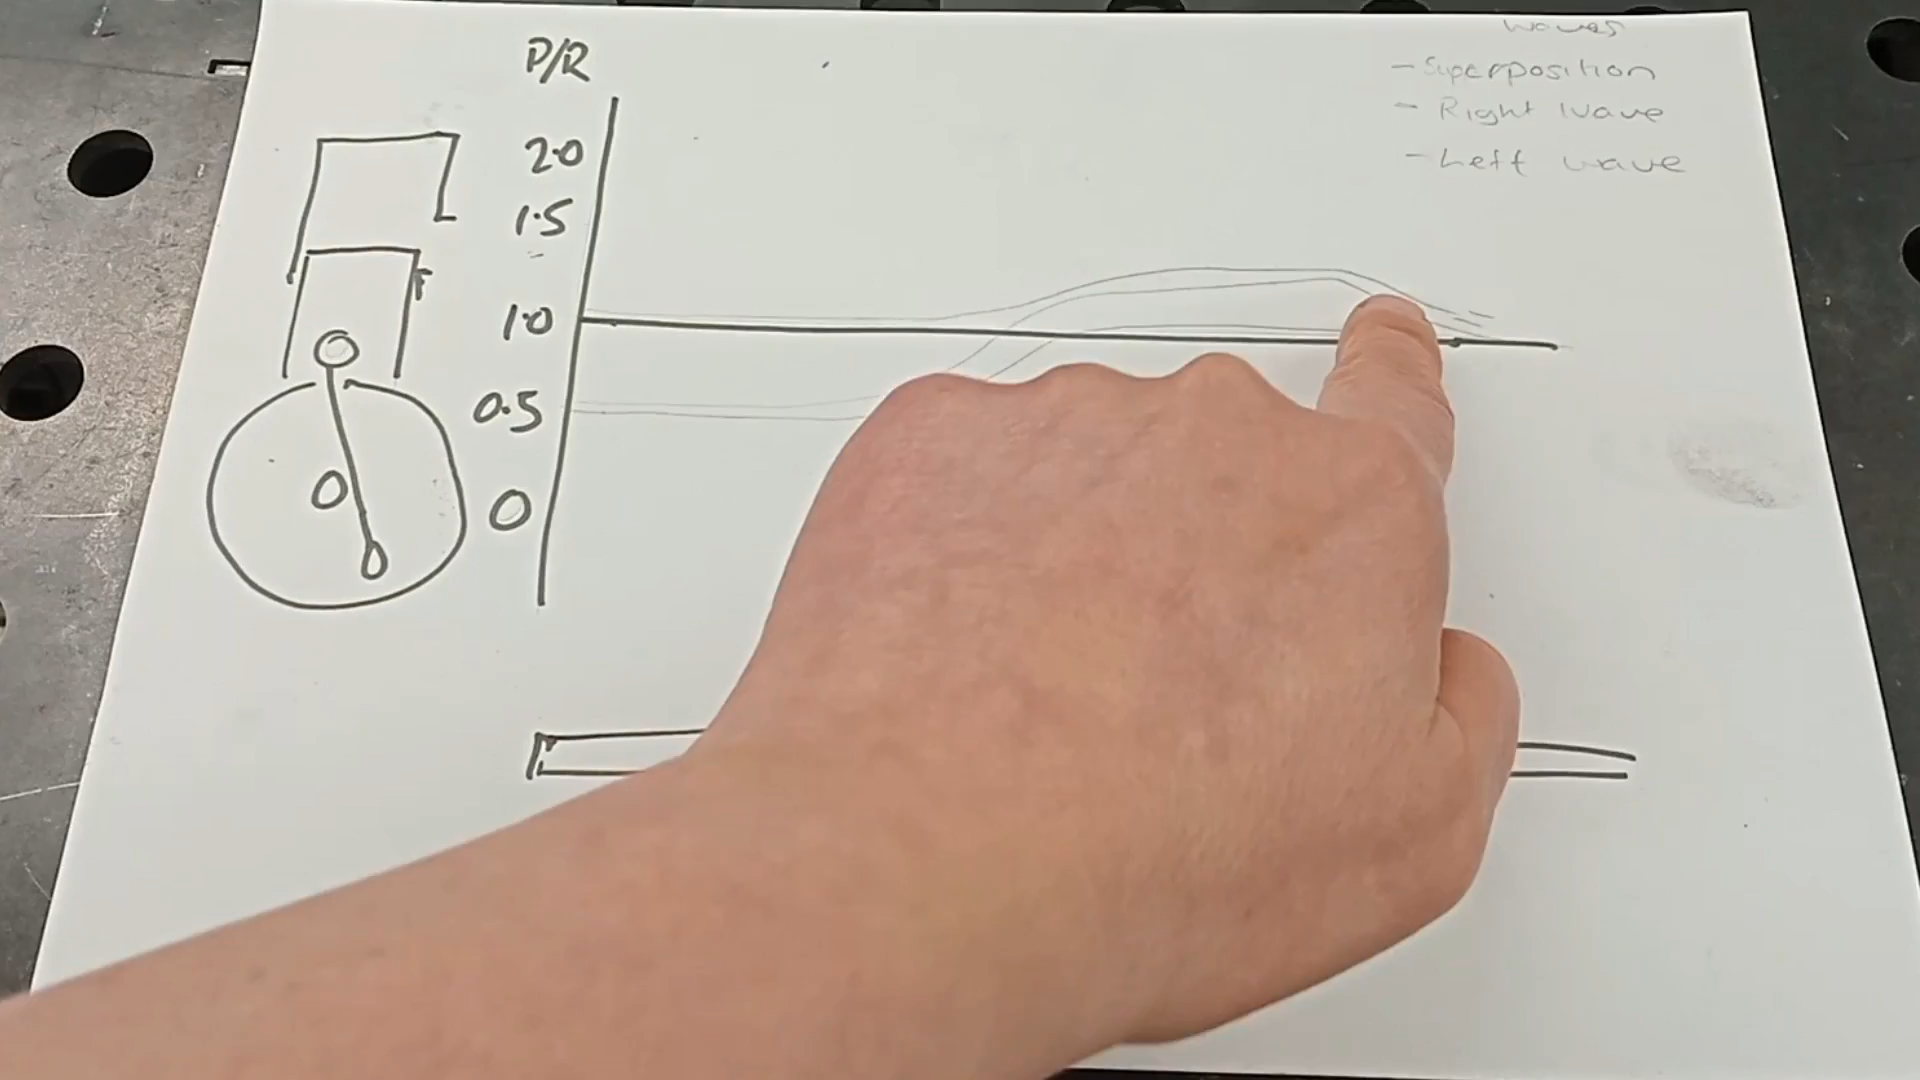 P/R
2.0
1.5
1.0
0.5
0
waves
- Superposition
- Right Wave
- Left wave